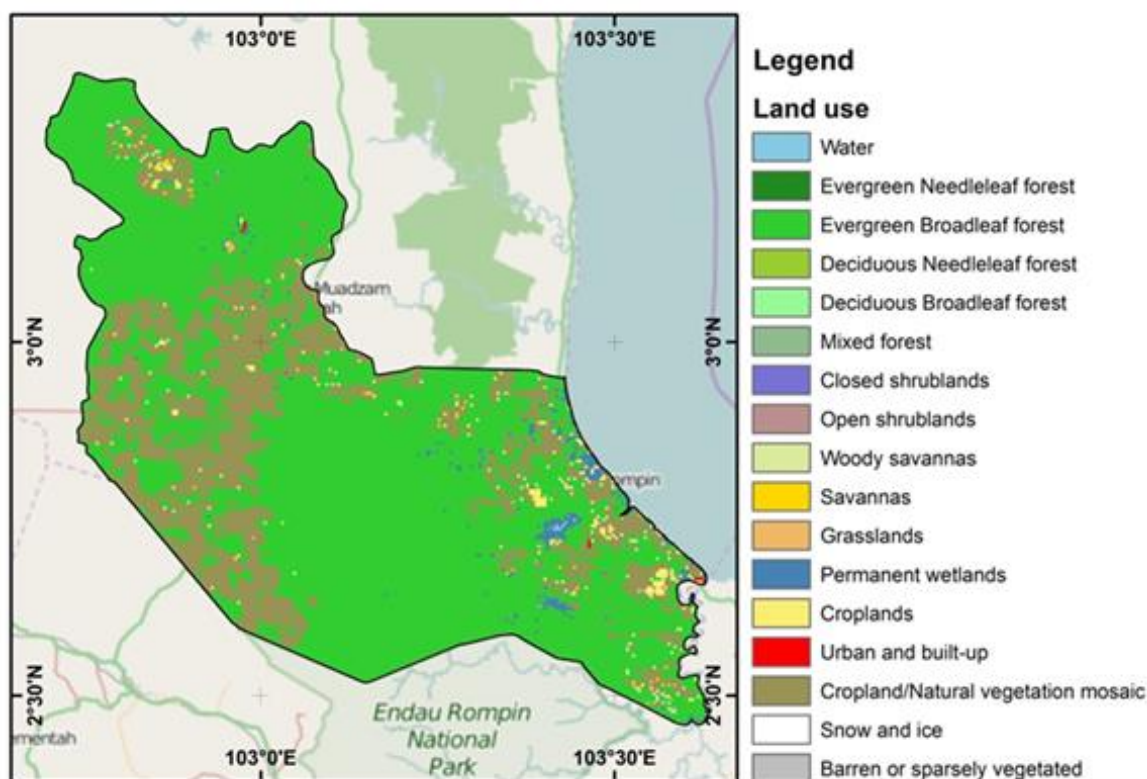 103°0'E
103°30'E
Muadzam
ah
3°0'N
3°0'N
ompin
2°30'N
2°30'N
Endau Rompin
National
Park
ementah
103°0'E
103°30'E
Legend
Land use
Water
Evergreen Needleleaf forest
Evergreen Broadleaf forest
Deciduous Needleleaf forest
Deciduous Broadleaf forest
Mixed forest
Closed shrublands
Open shrublands
Woody savannas
Savannas
Grasslands
Permanent wetlands
Croplands
Urban and built-up
Cropland/Natural vegetation mosaic
Snow and ice
Barren or sparsely vegetated